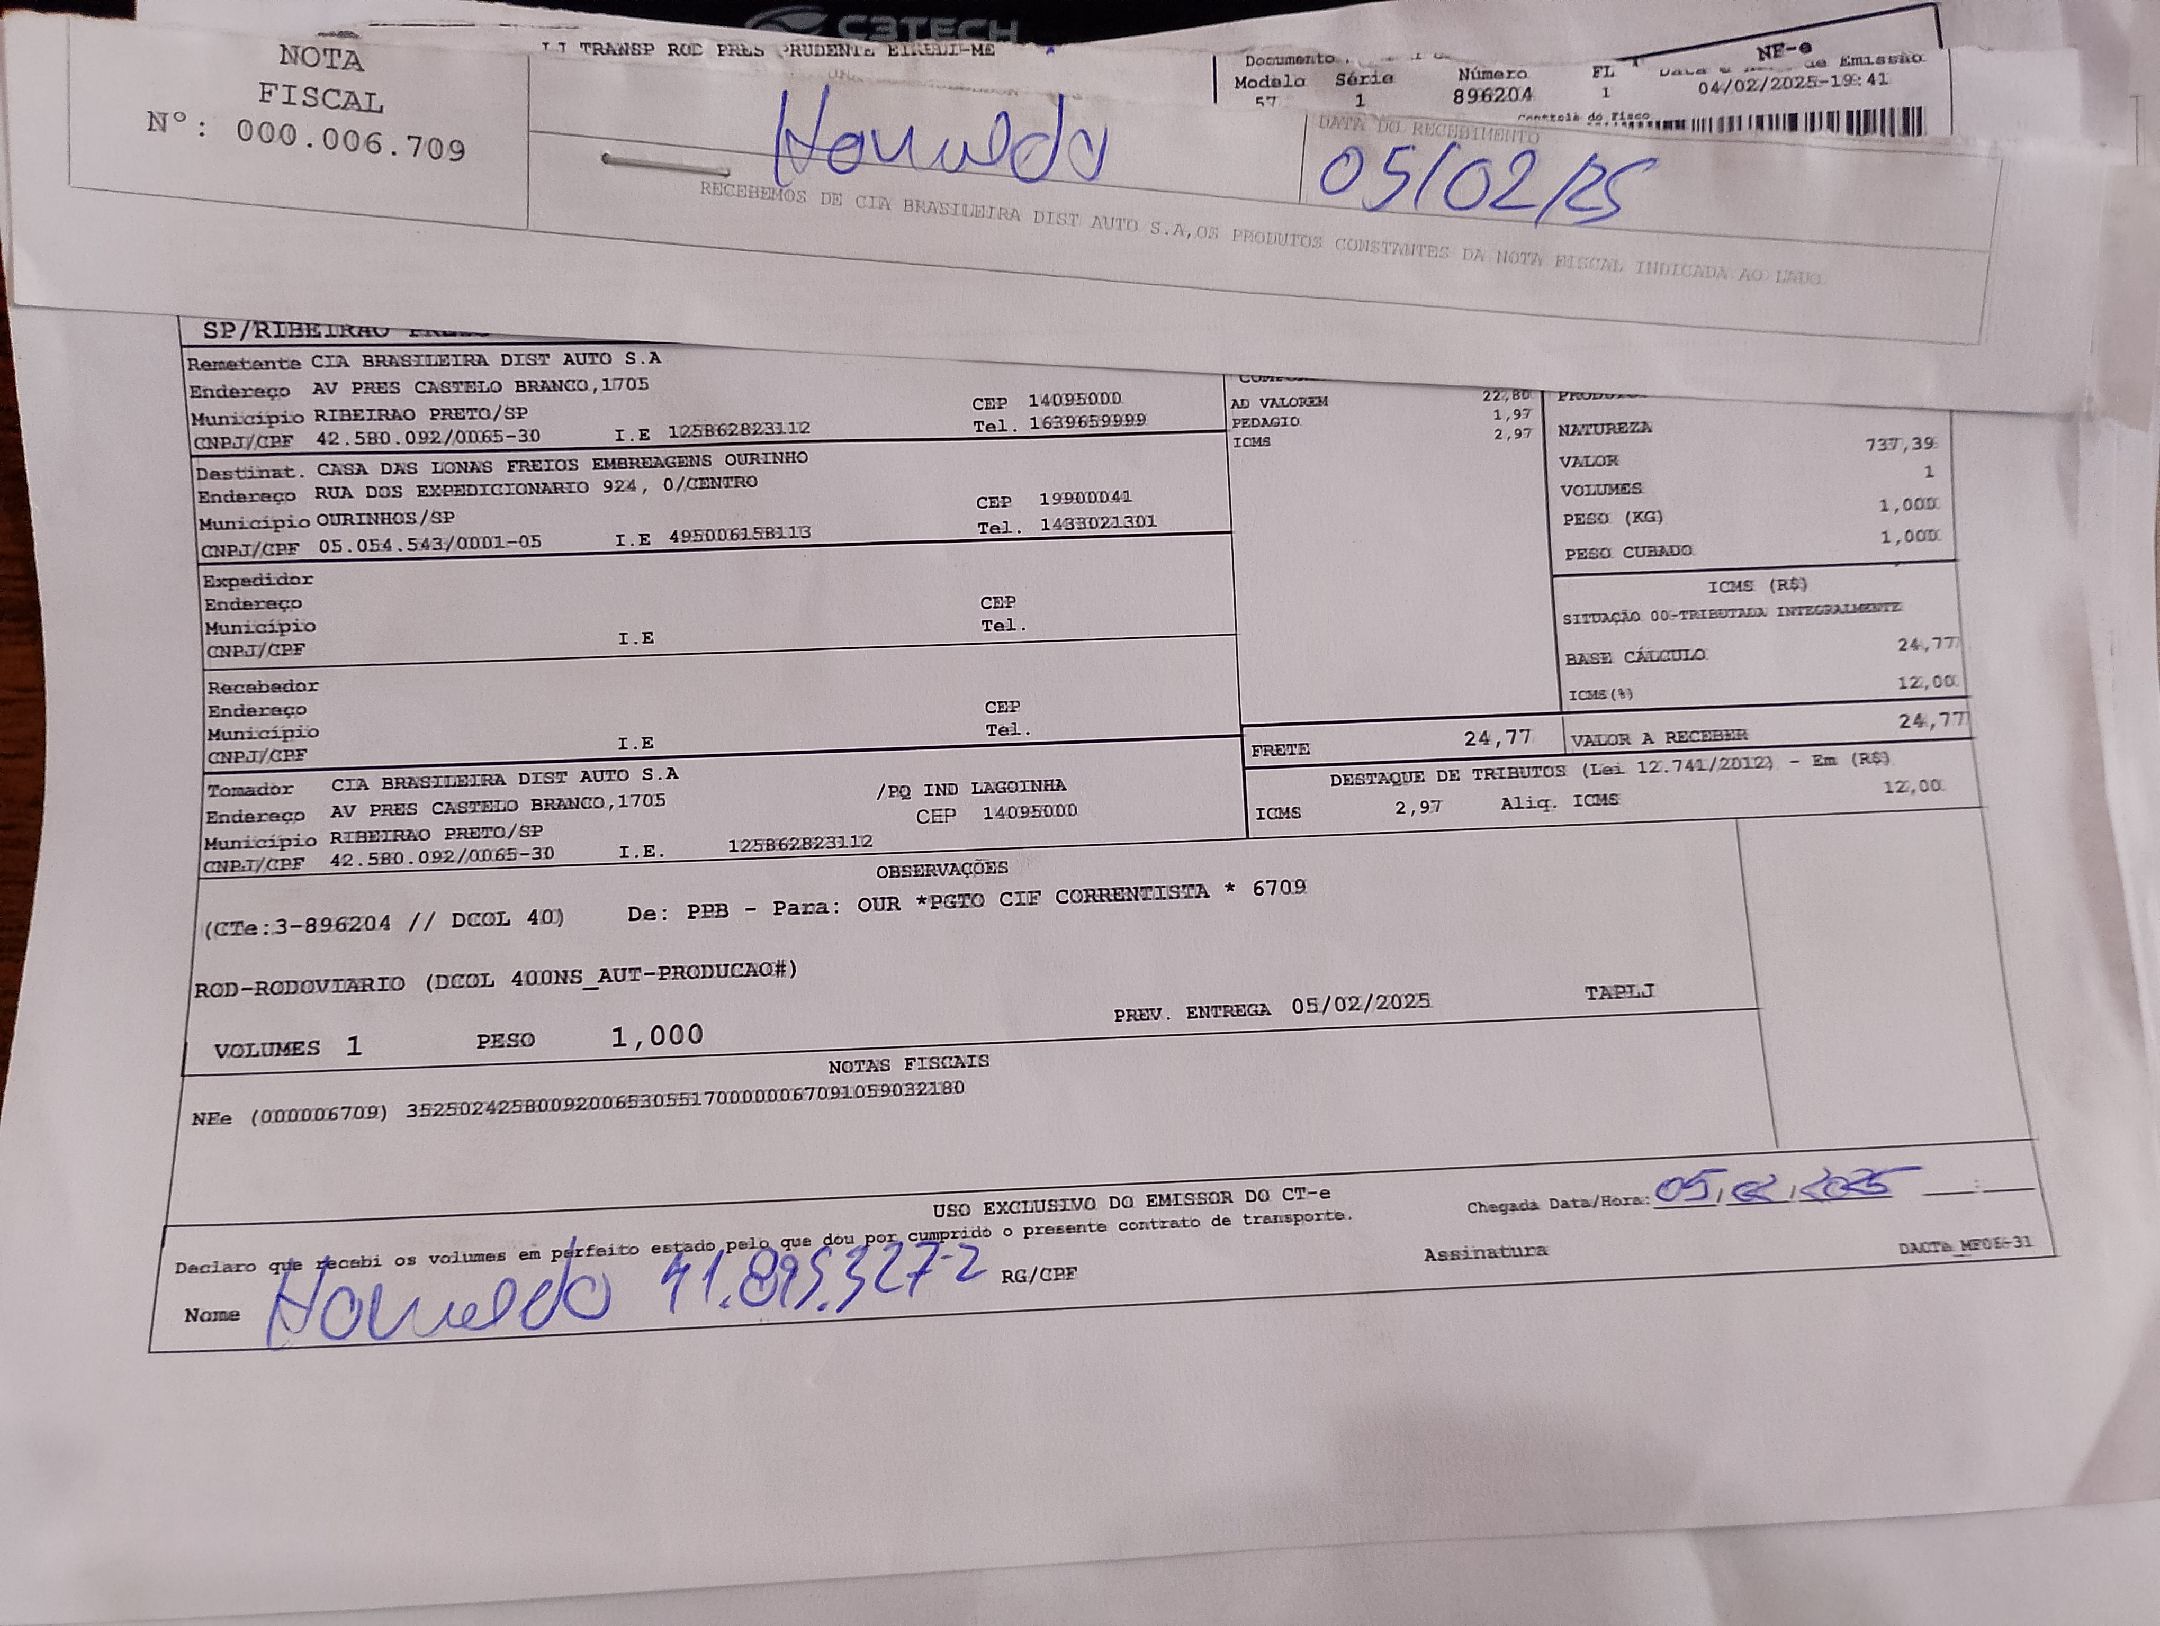 C3TECH
NOTA
FISCAL
Nº: 000.006.709
TRANSP ROD PRES PRUDENTE EIRELI-ME
Documento
NF-e
Modelo Série Número FL de Emissão
57 1 896204 1 04/02/2025-19:41
Controle do Fisco
DATA DO RECEBIMENTO
05/02/25
RECEBEMOS DE CIA BRASILEIRA DIST AUTO S.A,OS PRODUTOS CONSTANTES DA NOTA FISCAL INDICADA AO LADO
SP/RIBEIRAO
Remetente CIA BRASILEIRA DIST AUTO S.A
Endereço AV PRES CASTELO BRANCO,1705
Município RIBEIRAO PRETO/SP CEP 14095000
CNPJ/CPF 42.580.092/0065-30 I.E 125862823112 Tel. 1639659999
Destinat. CASA DAS LONAS FREIOS EMBREAGENS OURINHO
Endereço RUA DOS EXPEDICIONARIO 924, 0/CENTRO
Município OURINHOS/SP CEP 19900041
CNPJ/CPF 05.054.543/0001-05 I.E 495006158113 Tel. 1433021301
Expedidor
Endereço
Município CEP
CNPJ/CPF I.E Tel.
Recebedor
Endereço
Município CEP
CNPJ/CPF I.E Tel.
Tomador CIA BRASILEIRA DIST AUTO S.A
Endereço AV PRES CASTELO BRANCO,1705 /PQ IND LAGOINHA
Município RIBEIRAO PRETO/SP CEP 14095000
CNPJ/CPF 42.580.092/0065-30 I.E. 125862823112
22,80
AD VALOREM 1,97
PEDAGIO 2,97
ICMS
NATUREZA
VALOR 737,39
VOLUMES 1
PESO (KG) 1,000
PESO CUBADO 1,000
ICMS (R$)
SITUAÇÃO 00-TRIBUTADA INTEGRALMENTE
BASE CÁLCULO 24,77
ICMS(%) 12,00
FRETE 24,77 VALOR A RECEBER 24,77
DESTAQUE DE TRIBUTOS (Lei 12.741/2012) - Em (R$)
ICMS 2,97 Aliq. ICMS 12,00
OBSERVAÇÕES
(CTe:3-896204 // DCOL 40) De: PPB - Para: OUR *PGTO CIF CORRENTISTA * 6709
ROD-RODOVIARIO (DCOL 400NS_AUT-PRODUCAO#)
VOLUMES 1 PESO 1,000 PREV. ENTREGA 05/02/2025 TAPLJ
NOTAS FISCAIS
NFe (000006709) 35250242580092006530551700000067091059032180
USO EXCLUSIVO DO EMISSOR DO CT-e
Declaro que recebi os volumes em perfeito estado pelo que dou por cumprido o presente contrato de transporte.
Chegada Data/Hora: 05/02/2025
Nome 41.895.327-2 RG/CPF Assinatura